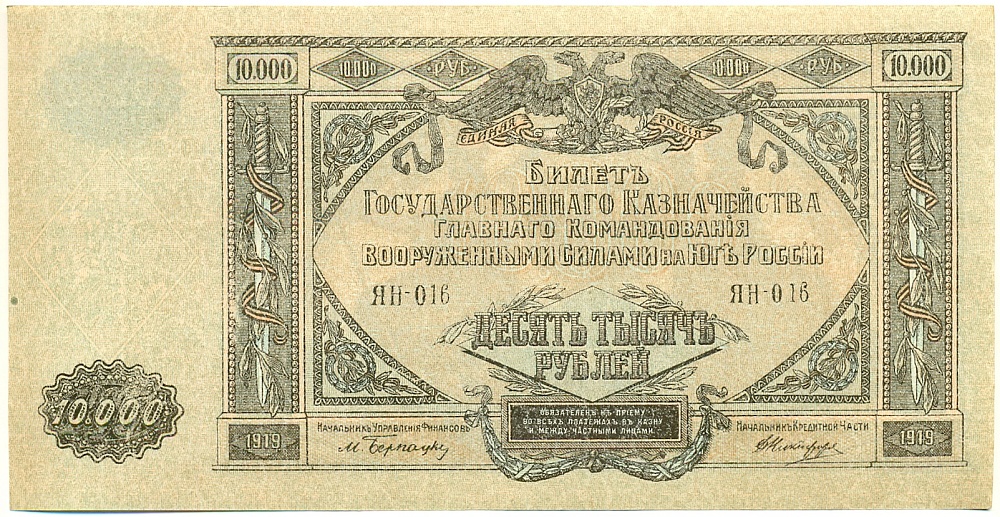 10.000 10.000 РУБ. 10.000 РУБ. 10.000
ЕДИНАЯ РОССІЯ
БИЛЕТЪ
ГОСУДАРСТВЕННАГО КАЗНАЧЕЙСТВА
ГЛАВНАГО КОМАНДОВАНІЯ
ВООРУЖЕННЫМИ СИЛАМИ НА ЮГѢ РОССІИ
ЯН-016 ЯН-016
ДЕСЯТЬ ТЫСЯЧЪ
РУБЛЕЙ
10.000
ОБЯЗАТЕЛЕНЪ КЪ ПРІЕМУ
ВО ВСѢХЪ ПЛАТЕЖАХЪ ВЪ КАЗНУ
И МЕЖДУ ЧАСТНЫМИ ЛИЦАМИ.
НАЧАЛЬНИКЪ УПРАВЛЕНІЯ ФИНАНСОВЪ НАЧАЛЬНИКЪ КРЕДИТНОЙ ЧАСТИ
1919 М. Бернацкій 1919